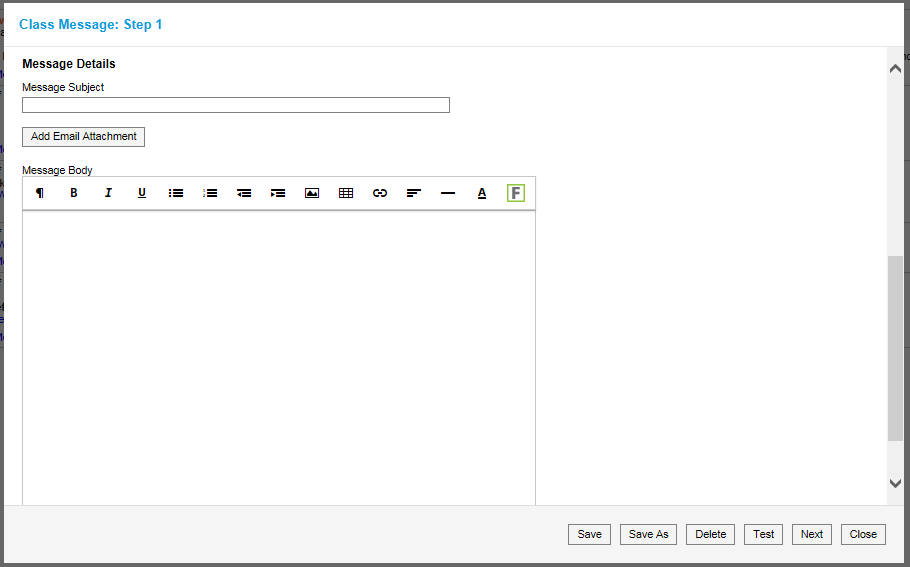 Class Message: Step 1
Message Details
Message Subject
Add Email Attachment
Message Body
¶ B I U A F
Save Save As Delete Test Next Close